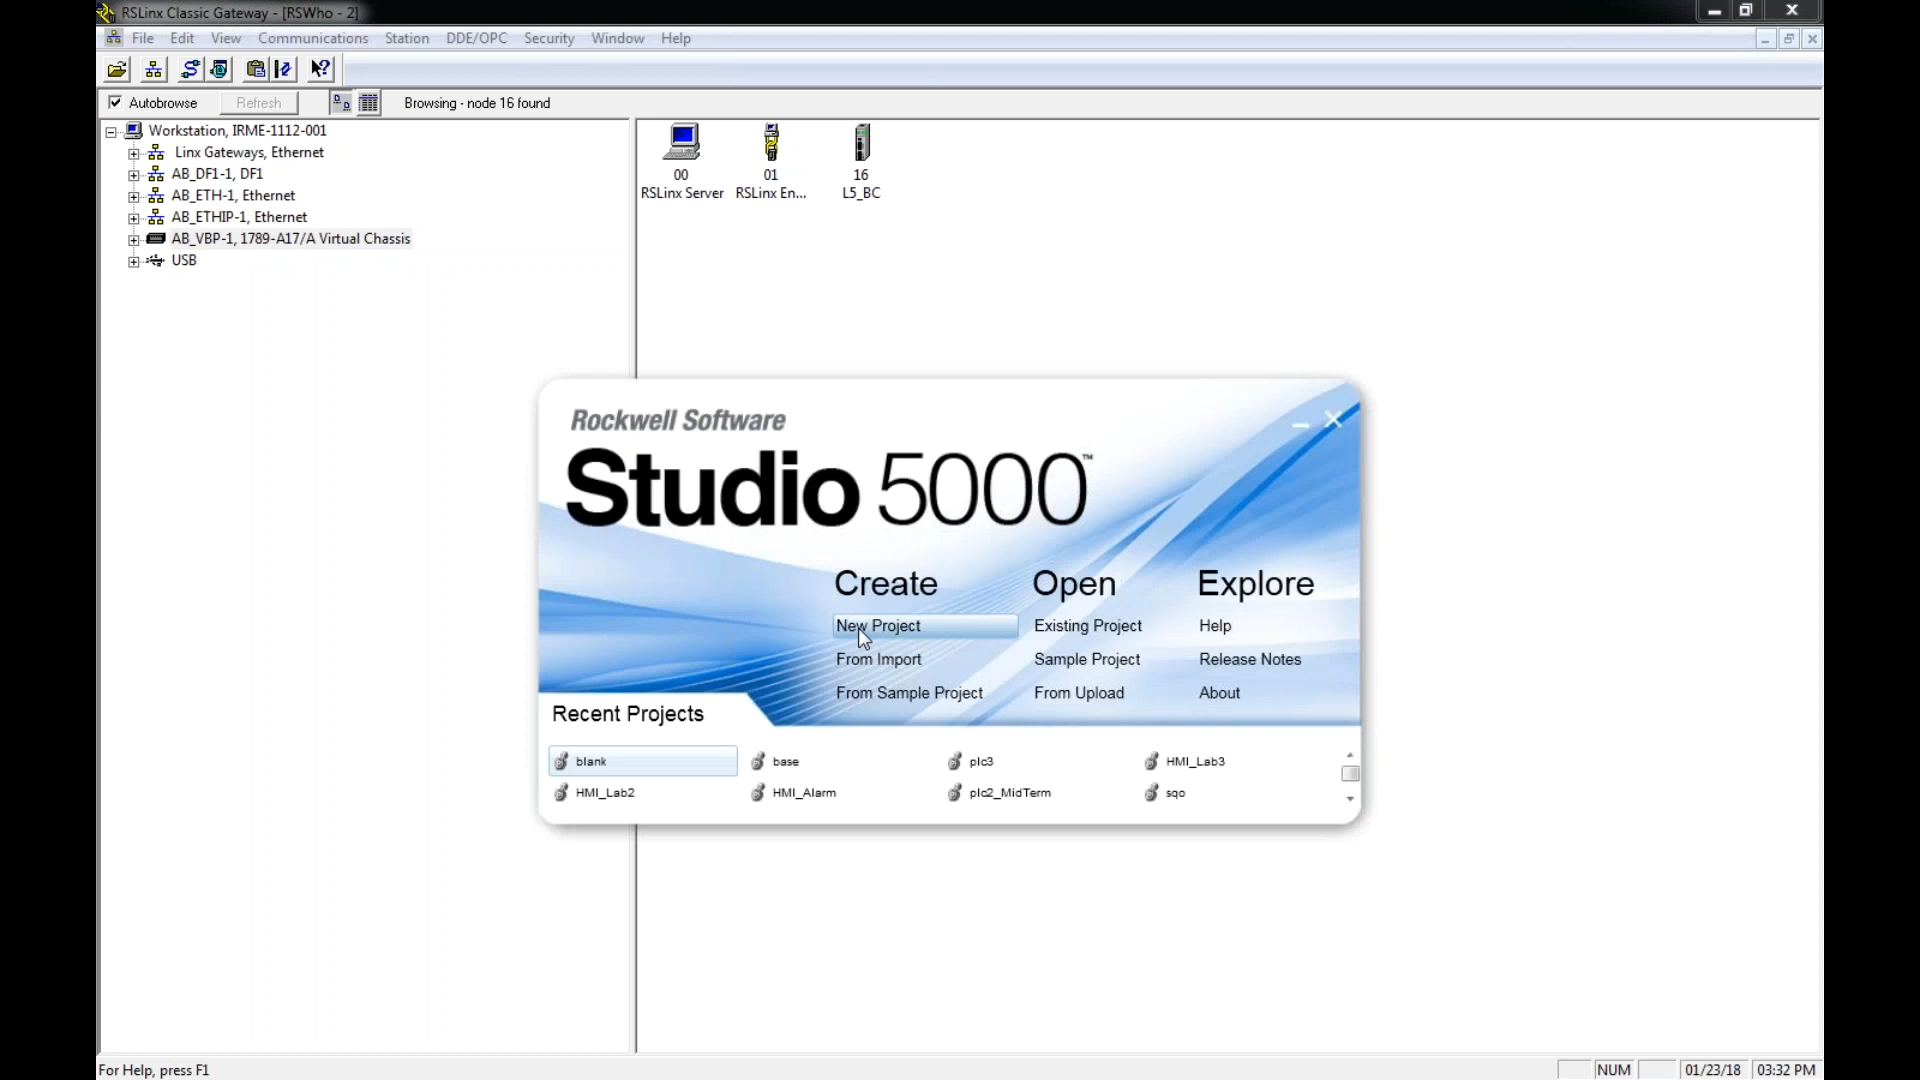 RSLinx Classic Gateway - [RSWho - 2]
File Edit View Communications Station DDE/OPC Security Window Help
Autobrowse Refresh Browsing - node 16 found
Workstation, IRME-1112-001
Linx Gateways, Ethernet
AB_DF1-1, DF1
AB_ETH-1, Ethernet
AB_ETHIP-1, Ethernet
AB_VBP-1, 1789-A17/A Virtual Chassis
USB
00 01 16
RSLinx Server RSLinx En... L5_BC
Rockwell Software
Studio 5000™
Create Open Explore
New Project Existing Project Help
From Import Sample Project Release Notes
From Sample Project From Upload About
Recent Projects
blank base plc3 HMI_Lab3
HMI_Lab2 HMI_Alarm plc2_MidTerm sqo
For Help, press F1 NUM 01/23/18 03:32 PM